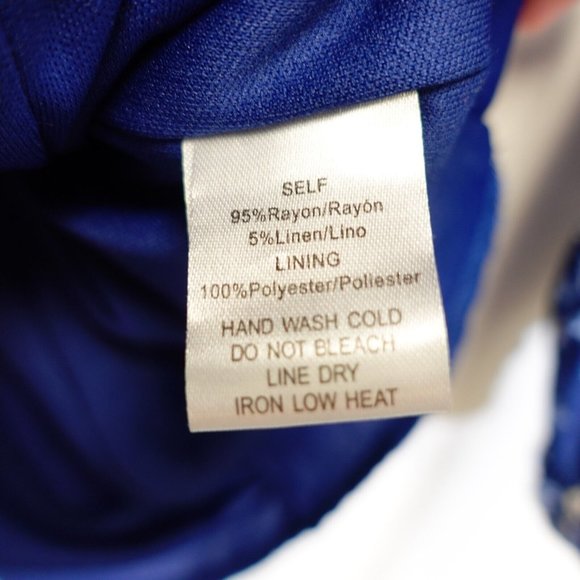 SELF
95%Rayon/Rayón
5%Linen/Lino
LINING
100%Polyester/Poliester
HAND WASH COLD
DO NOT BLEACH
LINE DRY
IRON LOW HEAT